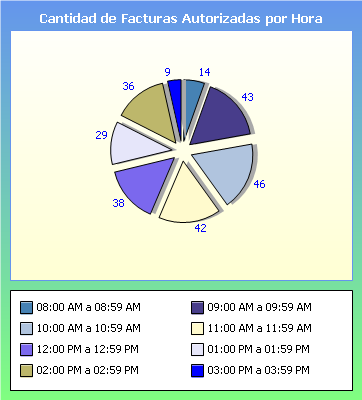 Cantidad de Facturas Autorizadas por Hora
9 14
36 43
29
46
38
42
08:00 AM a 08:59 AM 09:00 AM a 09:59 AM
10:00 AM a 10:59 AM 11:00 AM a 11:59 AM
12:00 PM a 12:59 PM 01:00 PM a 01:59 PM
02:00 PM a 02:59 PM 03:00 PM a 03:59 PM